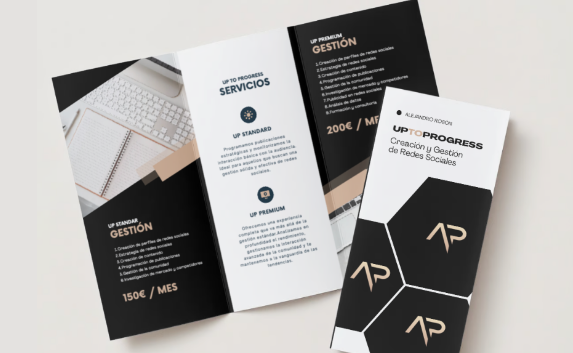 UP STANDAR
GESTIÓN
1.Creación de perfiles de redes sociales
2.Estrategia de redes sociales
3.Creación de contenido
4.Programación de publicaciones
5.Gestión de la comunidad
6.Investigación de mercado y competidores
150€ / MES
UP TO PROGRESS
SERVICIOS
UP STANDARD
Programamos publicaciones
estratégicas y monitorizamos la
interacción básica con la audiencia.
Ideal para aquellos que buscan una
gestión sólida y efectiva de redes
sociales.
UP PREMIUM
Ofrecemos una experiencia
completa que va más allá de la
gestión estándar. Analizamos en
profundidad el rendimiento,
gestionamos la interacción
avanzada de la comunidad y te
mantenemos a la vanguardia de las
tendencias.
UP PREMIUM
GESTIÓN
1.Creación de perfiles de redes sociales
2.Estrategia de redes sociales
3.Creación de contenido
4.Programación de publicaciones
5.Gestión de la comunidad
6.Investigación de mercado y competidores
7.Publicidad en redes sociales
8.Análisis de datos
9.Formación y consultoría
200€ / ME
ALEJANDRO
UPTOPROGRESS
Creación y Gestión
de Redes Sociales
AP
AP
AP